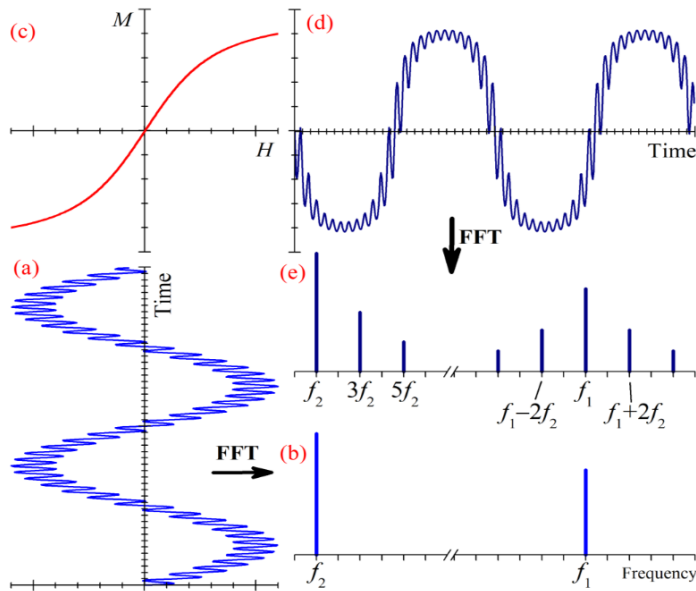 (c)
M
H
(d)
Time
FFT
(a)
Time
(e)
f₂
3f₂
5f₂
f₁–2f₂
f₁
f₁+2f₂
FFT
(b)
f₂
f₁
Frequency